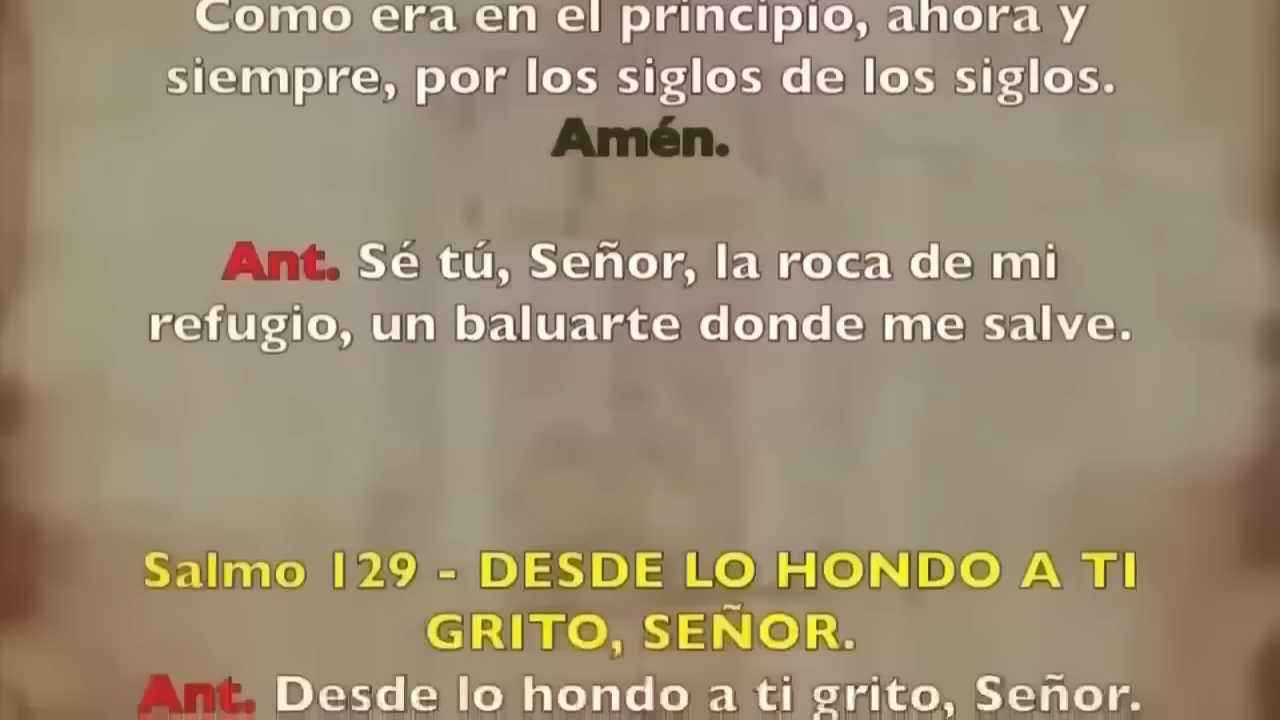 Como era en el principio, ahora y
siempre, por los siglos de los siglos.
Amén.
Ant. Sé tú, Señor, la roca de mi
refugio, un baluarte donde me salve.
Salmo 129 - DESDE LO HONDO A TI
GRITO, SEÑOR.
Ant. Desde lo hondo a ti grito, Señor.